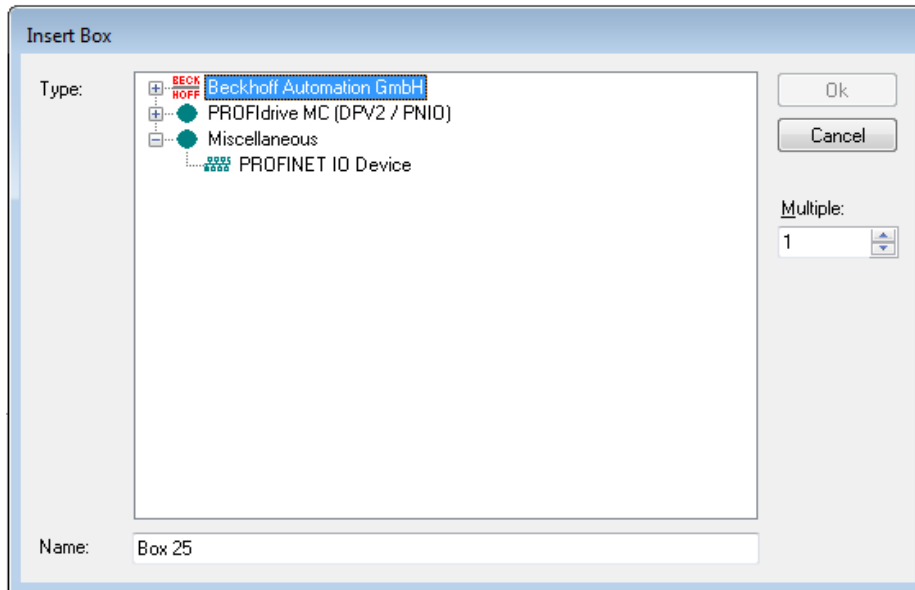 Insert Box
Type:
BECK
HOFF
Beckhoff Automation GmbH
PROFIdrive MC (DPV2 / PNIO)
Miscellaneous
PROFINET IO Device
Ok
Cancel
Multiple:
1
Name:
Box 25